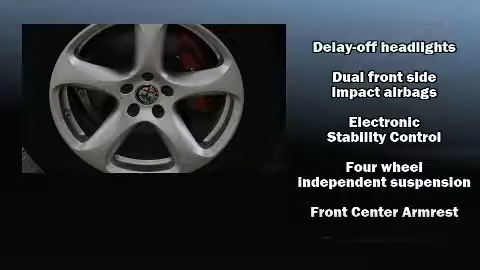 Delay-off headlights
Dual front side
impact airbags
Electronic
Stability Control
Four wheel
independent suspension
Front Center Armrest